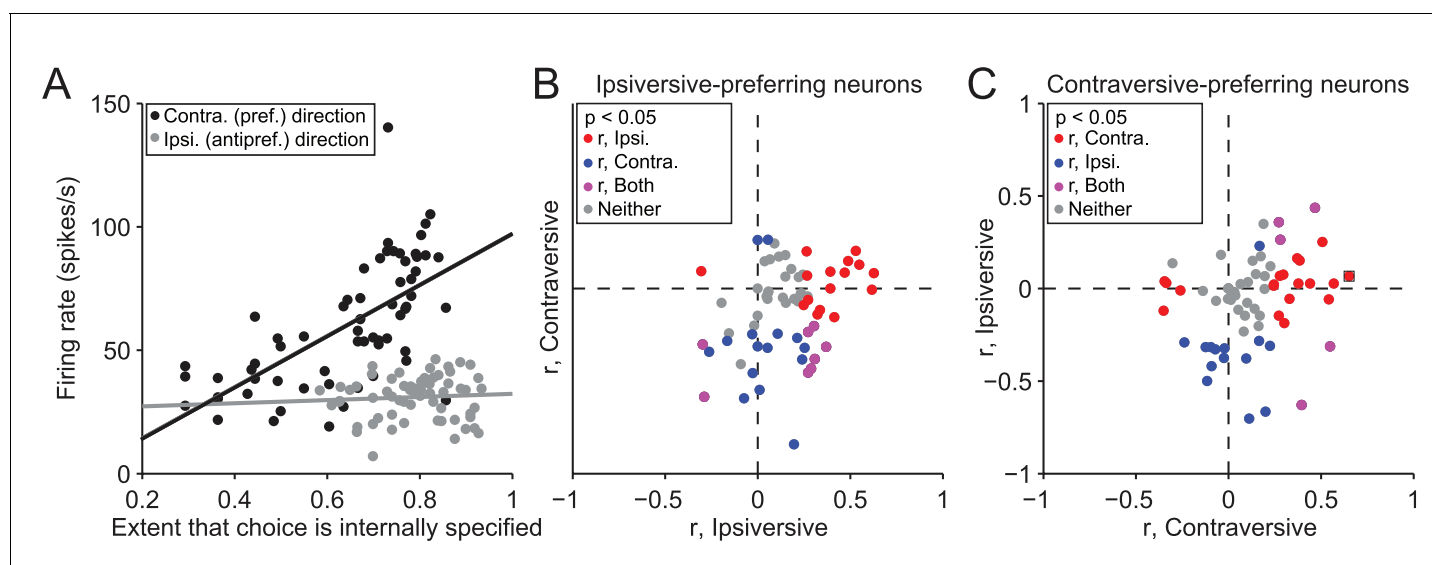 A
150
100
50
0
Firing rate (spikes/s)
Contra. (pref.) direction
Ipsi. (antipref.) direction
0.2 0.4 0.6 0.8 1
Extent that choice is internally specified
B
Ipsiversive-preferring neurons
p < 0.05
r, Ipsi.
r, Contra.
r, Both
Neither
r, Contraversive
−1 −0.5 0 0.5 1
r, Ipsiversive
C
Contraversive-preferring neurons
1
0.5
0
−0.5
−1
r, Ipsiversive
p < 0.05
r, Contra.
r, Ipsi.
r, Both
Neither
−1 −0.5 0 0.5 1
r, Contraversive